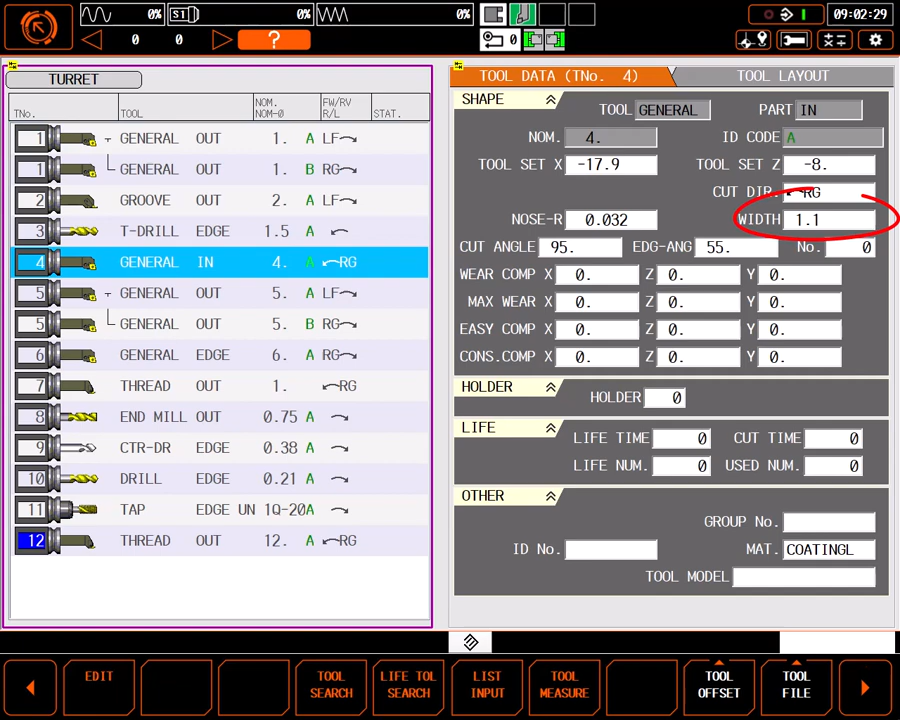 0% S1 0% 0%
0 0 ? 0
09:02:29
TURRET
TNo. TOOL NOM. NOM-Ø FW/RV R/L STAT.
1 GENERAL OUT 1. A LF
1 GENERAL OUT 1. B RG
2 GROOVE OUT 2. A LF
3 T-DRILL EDGE 1.5 A
4 GENERAL IN 4. A RG
5 GENERAL OUT 5. A LF
5 GENERAL OUT 5. B RG
6 GENERAL EDGE 6. A RG
7 THREAD OUT 1. RG
8 END MILL OUT 0.75 A
9 CTR-DR EDGE 0.38 A
10 DRILL EDGE 0.21 A
11 TAP EDGE UN 1Q-20A
12 THREAD OUT 12. A RG
TOOL DATA (TNo. 4) TOOL LAYOUT
SHAPE
TOOL GENERAL PART IN
NOM. 4. ID CODE A
TOOL SET X -17.9 TOOL SET Z -8.
CUT DIR. RG
NOSE-R 0.032 WIDTH 1.1
CUT ANGLE 95. EDG-ANG 55. No. 0
WEAR COMP X 0. Z 0. Y 0.
MAX WEAR X 0. Z 0. Y 0.
EASY COMP X 0. Z 0. Y 0.
CONS.COMP X 0. Z 0. Y 0.
HOLDER
HOLDER 0
LIFE
LIFE TIME 0 CUT TIME 0
LIFE NUM. 0 USED NUM. 0
OTHER
GROUP No.
ID No. MAT. COATINGL
TOOL MODEL
EDIT
TOOL SEARCH
LIFE TOL SEARCH
LIST INPUT
TOOL MEASURE
TOOL OFFSET
TOOL FILE